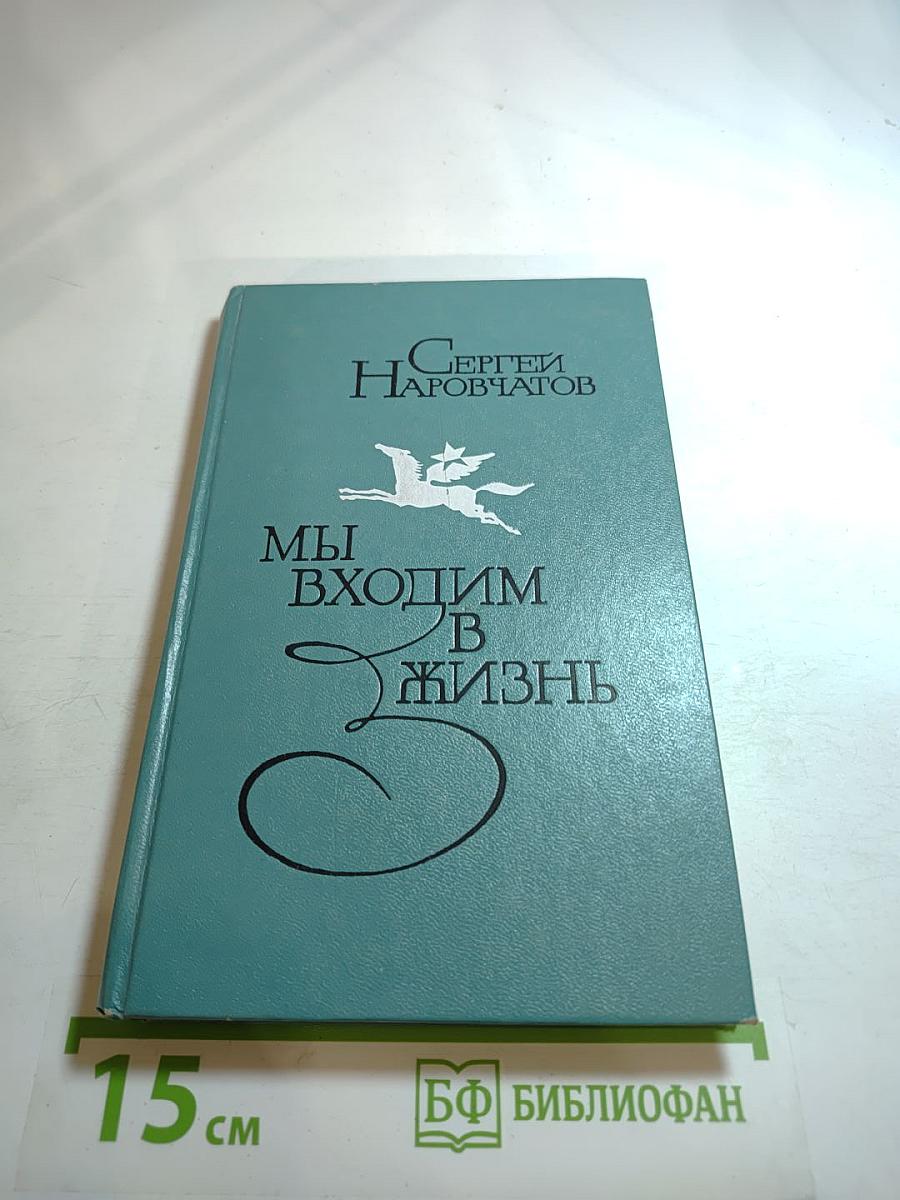 Сергей
Наровчатов
МЫ
ВХОДИМ
В
ЖИЗНЬ
15 см
БФ БИБЛИОФАН